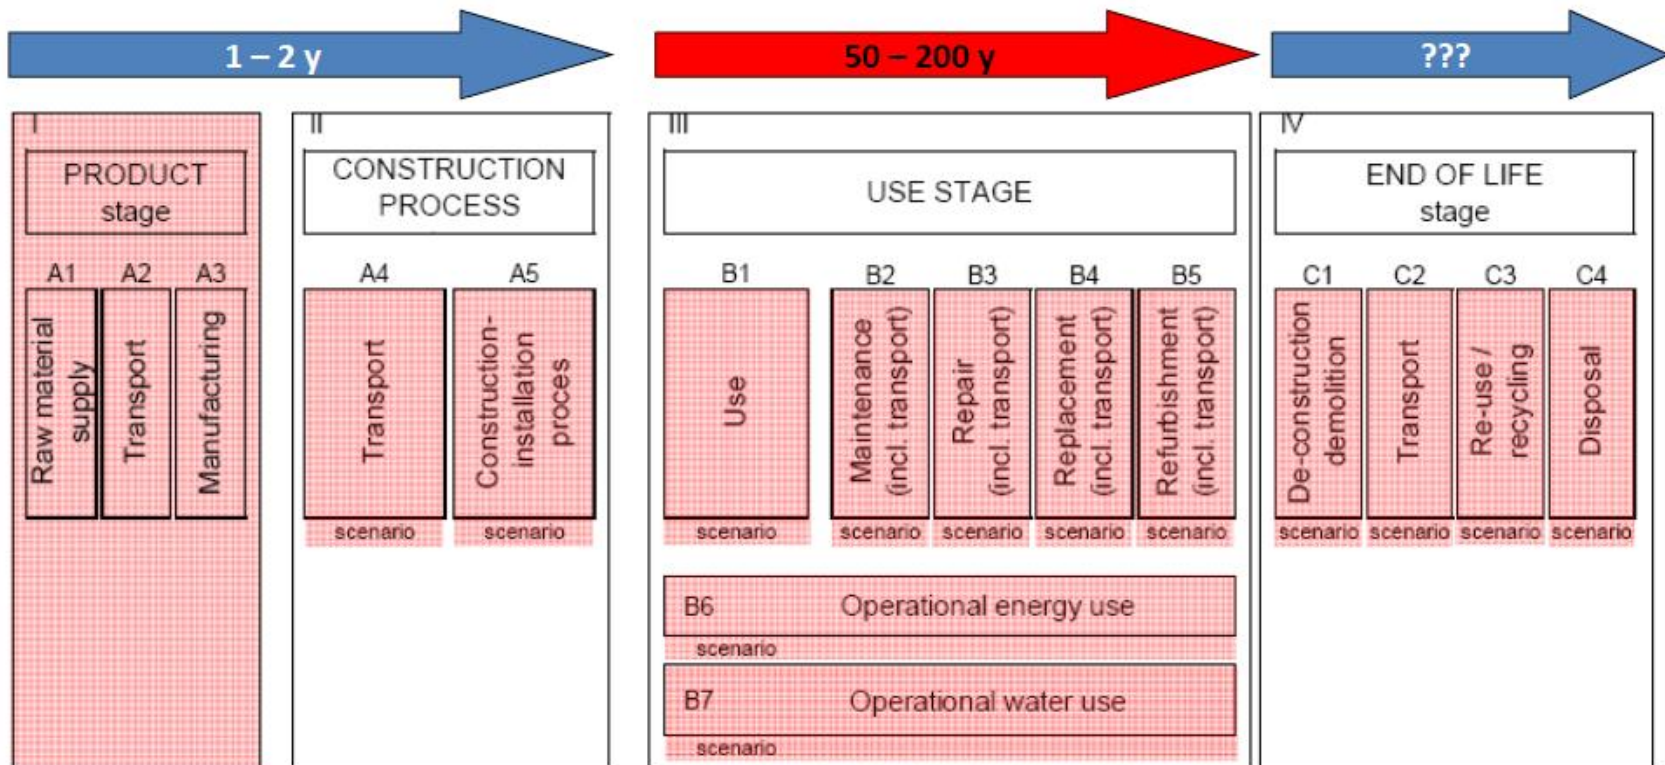 1 – 2 y
50 – 200 y
???
I
PRODUCT
stage
A1
A2
A3
Raw material
supply
Transport
Manufacturing
II
CONSTRUCTION
PROCESS
A4
A5
Transport
Construction-
installation
proces
scenario
scenario
III
USE STAGE
B1
B2
B3
B4
B5
Use
Maintenance
(incl. transport)
Repair
(incl. transport)
Replacement
(incl. transport)
Refurbishment
(incl. transport)
scenario
scenario
scenario
scenario
scenario
B6 Operational energy use
scenario
B7 Operational water use
scenario
IV
END OF LIFE
stage
C1
C2
C3
C4
De-construction
demolition
Transport
Re-use /
recycling
Disposal
scenario
scenario
scenario
scenario